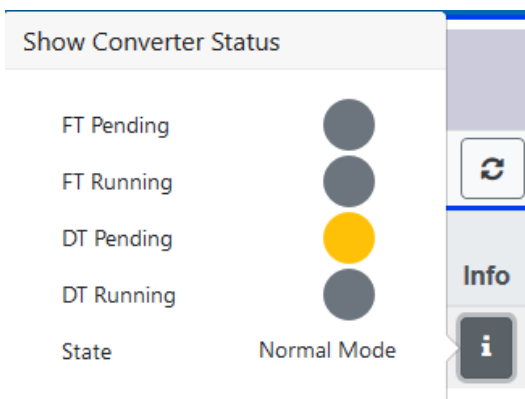 Show Converter Status
FT Pending
FT Running
DT Pending
DT Running
Info
State Normal Mode
i